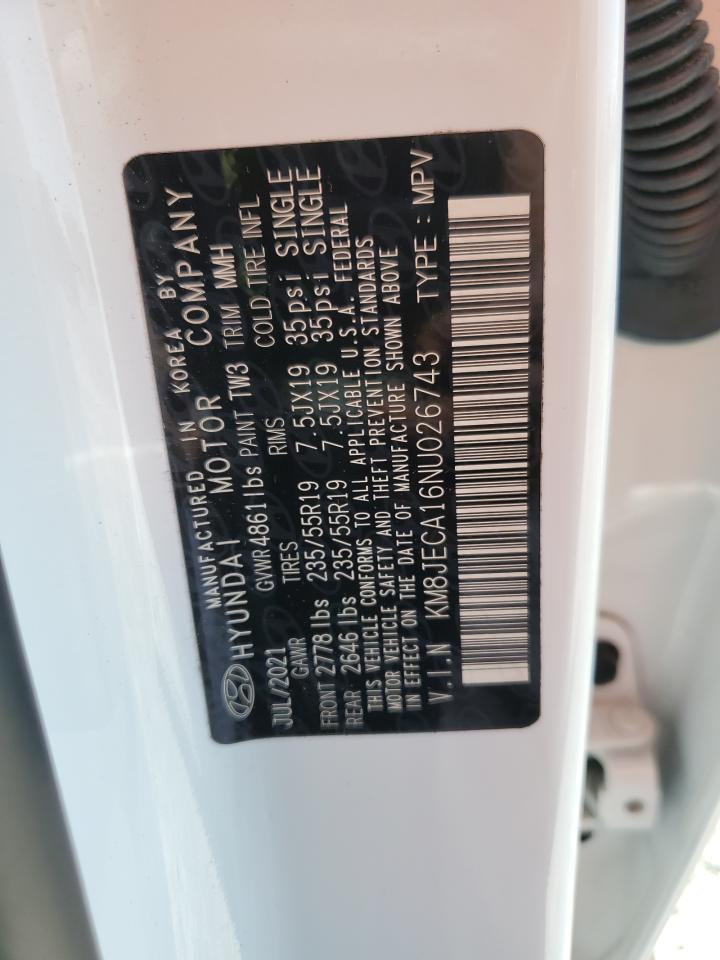 MANUFACTURED IN KOREA BY
HYUNDAI MOTOR COMPANY
JUL/2021 GVWR 4861 lbs PAINT TW3 TRIM MMH
GAWR TIRES RIMS COLD TIRE INFL
FRONT 2778 lbs 235/55R19 7.5JX19 35psi SINGLE
REAR 2646 lbs 235/55R19 7.5JX19 35psi SINGLE
THIS VEHICLE CONFORMS TO ALL APPLICABLE U.S.A. FEDERAL
MOTOR VEHICLE SAFETY AND THEFT PREVENTION STANDARDS
IN EFFECT ON THE DATE OF MANUFACTURE SHOWN ABOVE
V.I.N KM8JECA16NU026743 TYPE : MPV